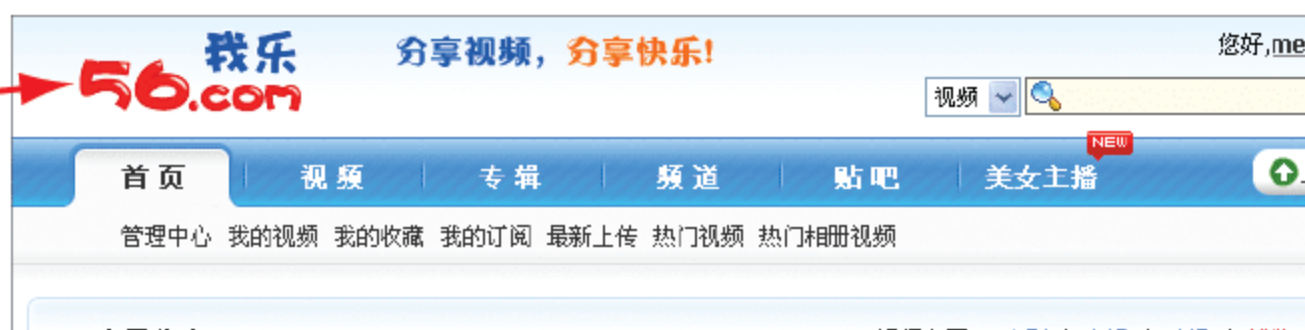 我乐
56.com
分享视频，分享快乐!
您好,me
视频
NEW
首页 视频 专辑 频道 贴吧 美女主播
管理中心 我的视频 我的收藏 我的订阅 最新上传 热门视频 热门相册视频